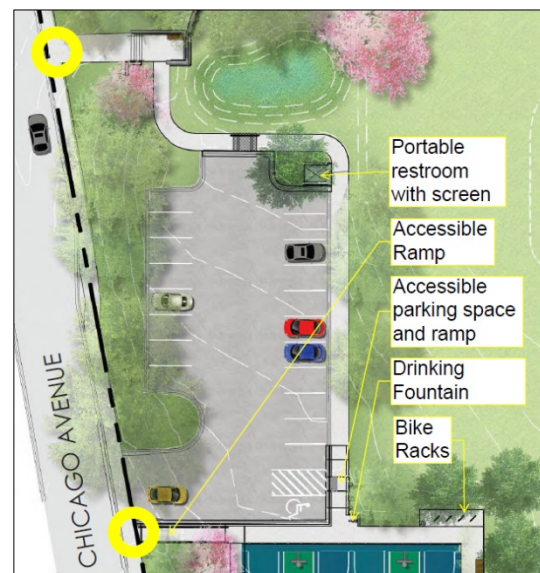 Portable
restroom
with screen
Accessible
Ramp
Accessible
parking space
and ramp
Drinking
Fountain
Bike
Racks
CHICAGO AVENUE